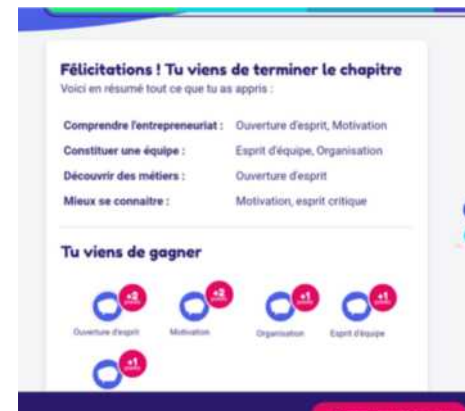 Félicitations ! Tu viens de terminer le chapitre
Voici en résumé tout ce que tu as appris :
Comprendre l'entrepreneuriat : Ouverture d'esprit, Motivation
Constituer une équipe : Esprit d'équipe, Organisation
Découvrir des métiers : Ouverture d'esprit
Mieux se connaitre : Motivation, esprit critique
Tu viens de gagner
+2 +2 +1 +1
Ouverture d'esprit Motivation Organisation Esprit d'équipe
+1